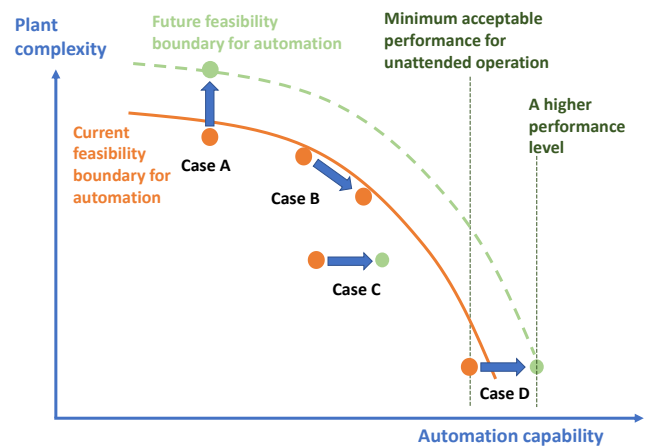 Plant
complexity
Future feasibility
boundary for automation
Minimum acceptable
performance for
unattended operation
A higher
performance
level
Current
feasibility
boundary for
automation
Case A
Case B
Case C
Case D
Automation capability